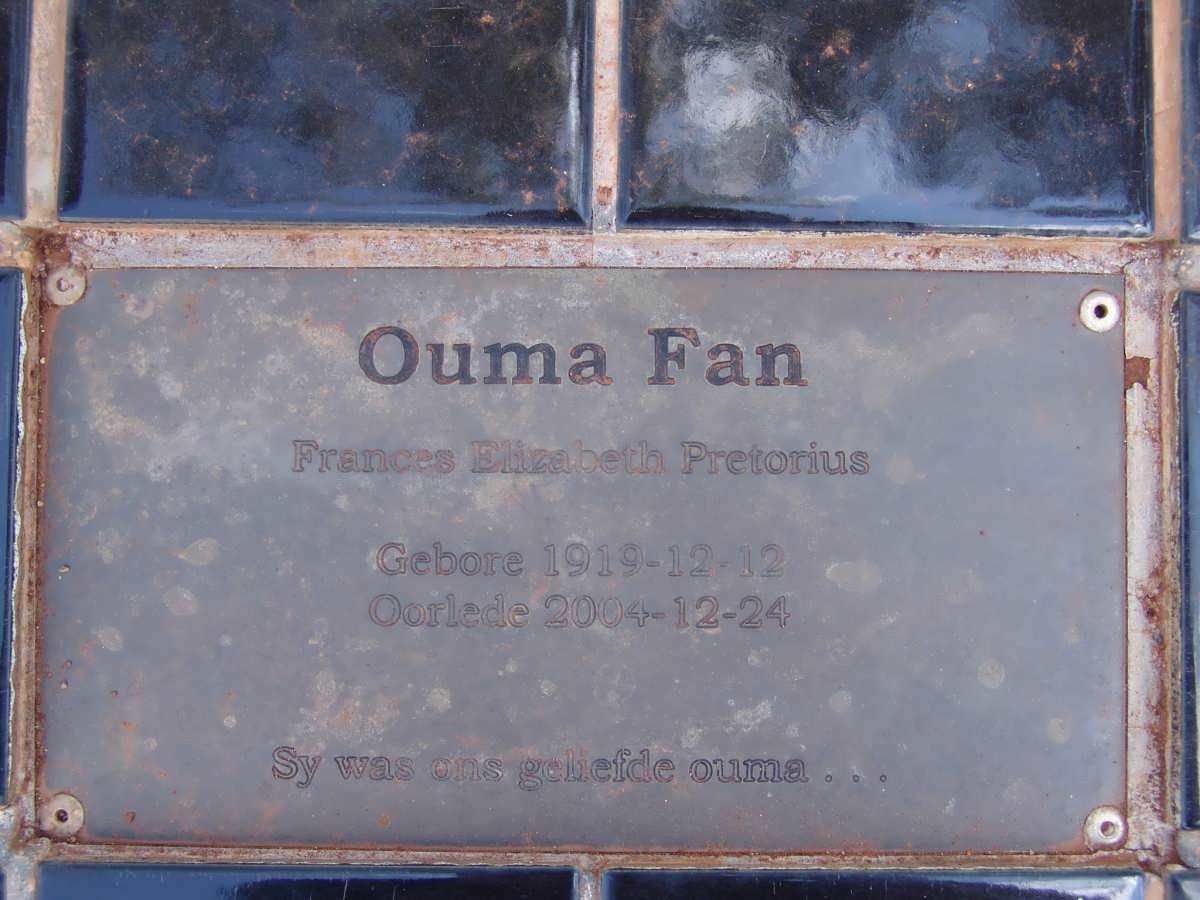 Ouma Fan
Frances Elizabeth Pretorius
Gebore 1919-12-12
Oorlede 2004-12-24
Sy was ons geliefde ouma . . .